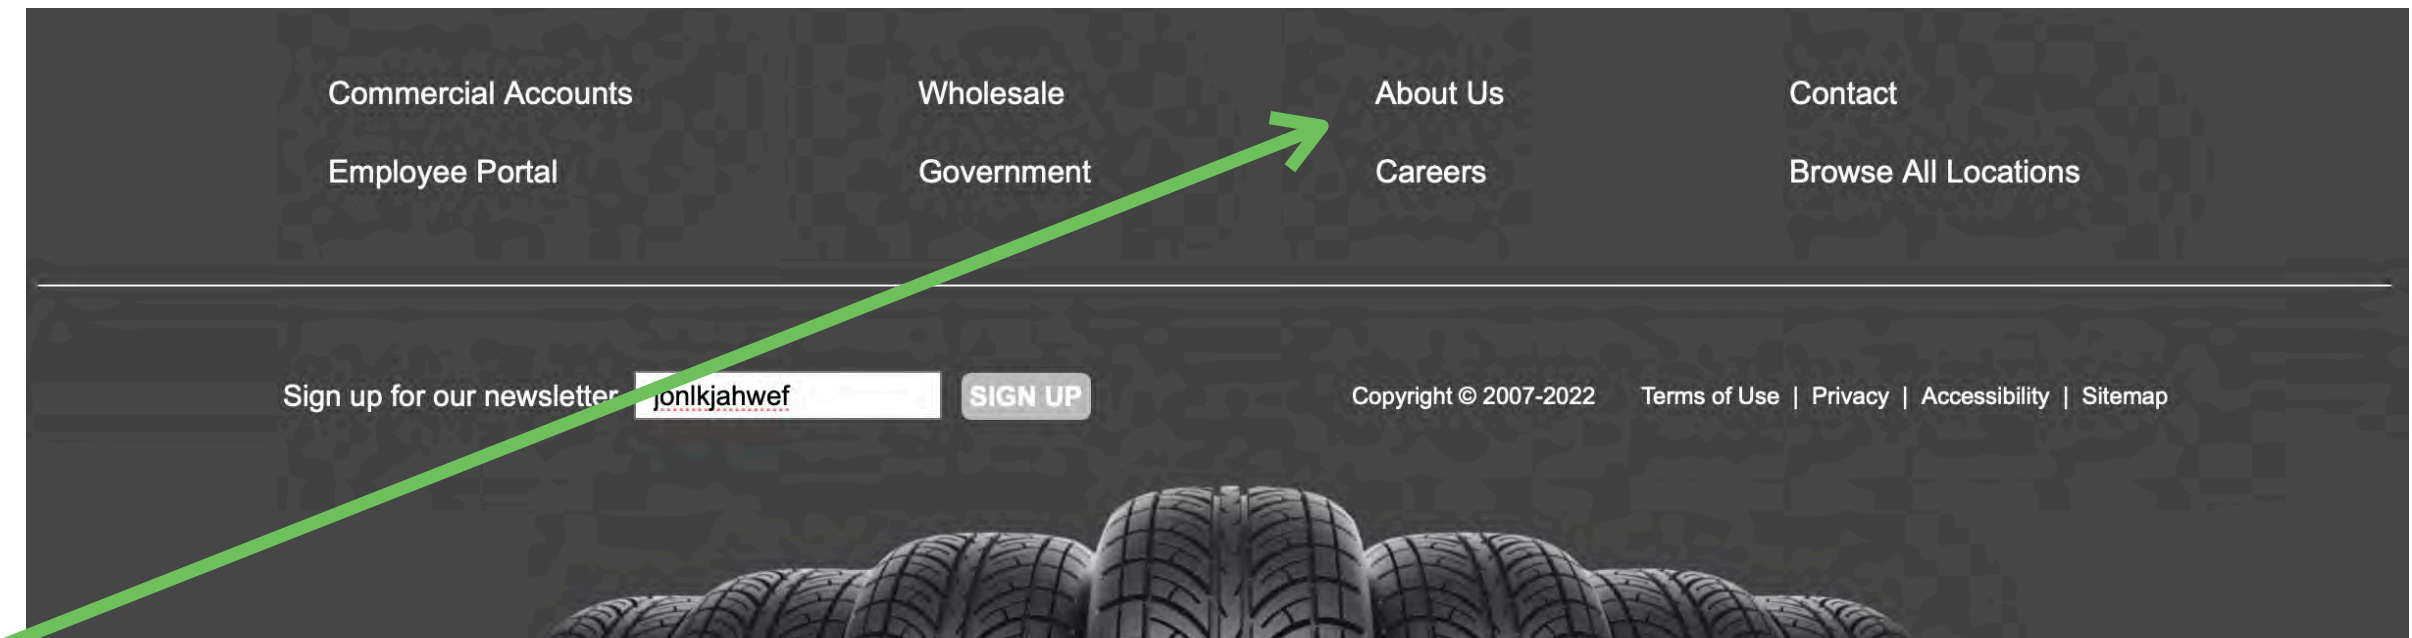 Commercial Accounts
Wholesale
About Us
Contact
Employee Portal
Government
Careers
Browse All Locations
Sign up for our newsletter
jonlkjahwef
SIGN UP
Copyright © 2007-2022
Terms of Use | Privacy | Accessibility | Sitemap